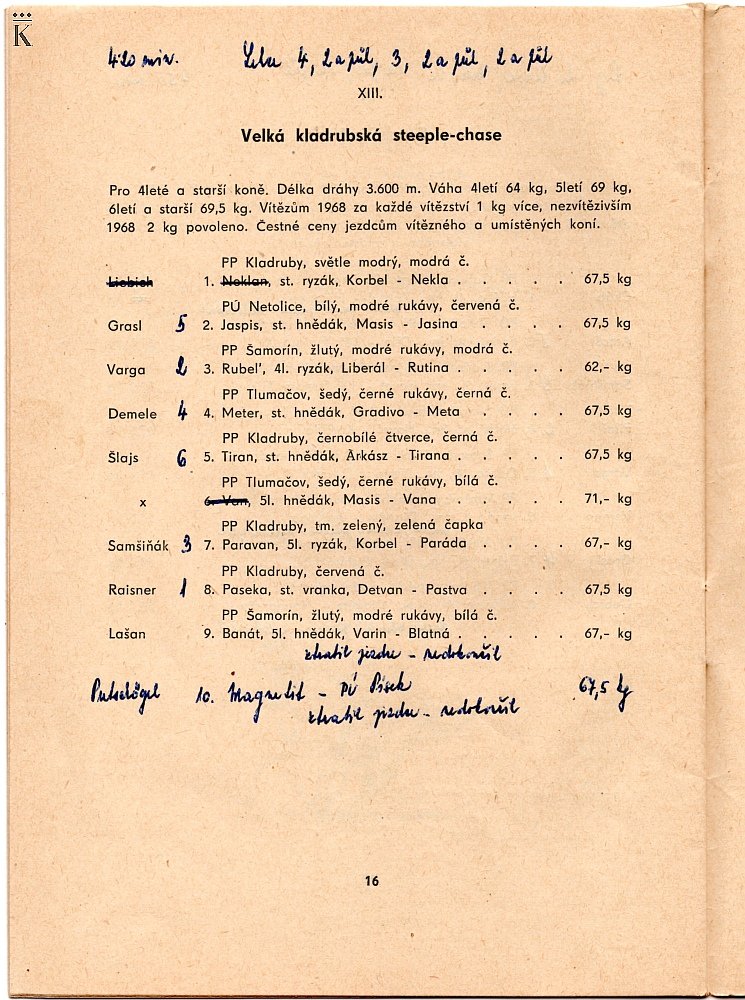 K
4.20 min. Lehce 4, 2 a půl, 3, 2 a půl, 2 a půl
XIII.
Velká kladrubská steeple-chase
Pro 4leté a starší koně. Délka dráhy 3.600 m. Váha 4letí 64 kg, 5letí 69 kg,
6letí a starší 69,5 kg. Vítězům 1968 za každé vítězství 1 kg více, nezvítězivším
1968 2 kg povoleno. Čestné ceny jezdcům vítězného a umístěných koní.
PP Kladruby, světle modrý, modrá č.
Liebich 1. Neklan, st. ryzák, Korbel - Nekla . . . . . 67,5 kg
PÚ Netolice, bílý, modré rukávy, červená č.
Grasl 5 2. Jaspis, st. hnědák, Masis - Jasina . . . . 67,5 kg
PP Šamorín, žlutý, modré rukávy, modrá č.
Varga 2 3. Rubeľ, 4l. ryzák, Liberál - Rutina . . . . . 62,- kg
PP Tlumačov, šedý, černé rukávy, černá č.
Demele 4 4. Meter, st. hnědák, Gradivo - Meta . . . . 67,5 kg
PP Kladruby, černobílé čtverce, černá č.
Šlajs 6 5. Tiran, st. hnědák, Árkász - Tirana . . . . . 67,5 kg
PP Tlumačov, šedý, černé rukávy, bílá č.
x 6. Van, 5l. hnědák, Masis - Vana . . . . . 71,- kg
PP Kladruby, tm. zelený, zelená čapka
Samšiňák 3 7. Paravan, 5l. ryzák, Korbel - Paráda . . . . 67,- kg
PP Kladruby, červená č.
Raisner 1 8. Paseka, st. vranka, Detvan - Pastva . . . . 67,5 kg
PP Šamorín, žlutý, modré rukávy, bílá č.
Lašan 9. Banát, 5l. hnědák, Varin - Blatná . . . . . 67,- kg
ztratil jezdce - nedokončil
10. Magnetit - PÚ Písek 67,5 kg
ztratil jezdce - nedokončil
16